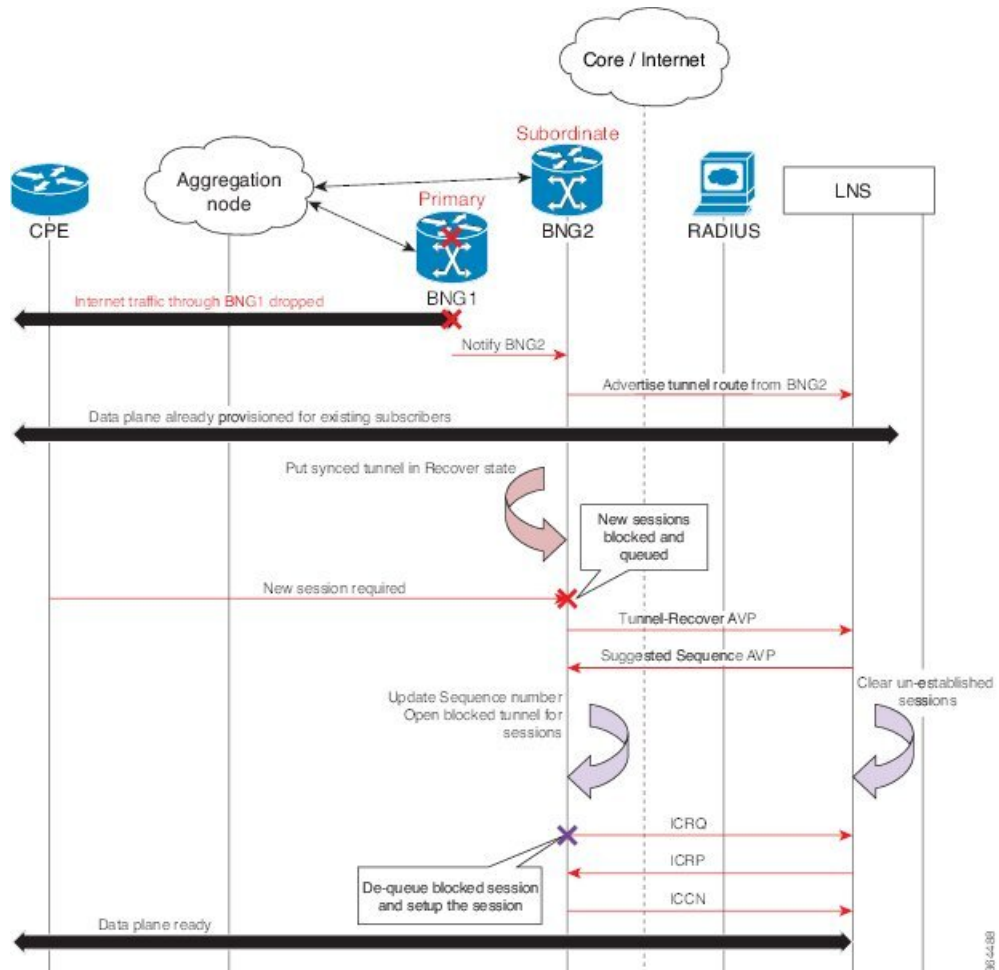 Core / Internet
Subordinate
Aggregation
node
Primary
LNS
CPE
BNG2
RADIUS
BNG1
Internet traffic through BNG1 dropped
Notify BNG2
Advertise tunnel route from BNG2
Data plane already provisioned for existing subscribers
Put synced tunnel in Recover state
New sessions
blocked and
queued
New session required
Tunnel-Recover AVP
Suggested Sequence AVP
Clear un-established
sessions
Update Sequence number
Open blocked tunnel for
sessions
ICRQ
ICRP
De-queue blocked session
and setup the session
ICCN
Data plane ready
364488